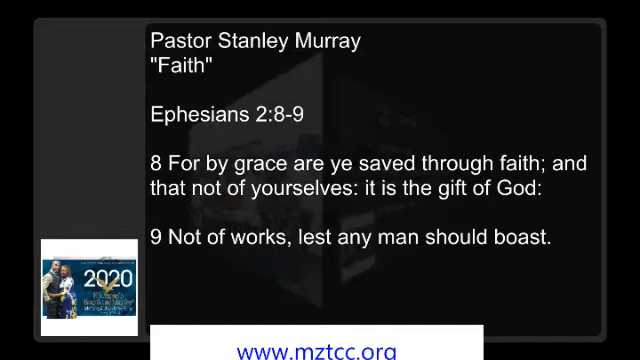 Pastor Stanley Murray
"Faith"
Ephesians 2:8-9
8 For by grace are ye saved through faith; and
that not of yourselves: it is the gift of God:
9 Not of works, lest any man should boast.
2020
www.mztcc.org